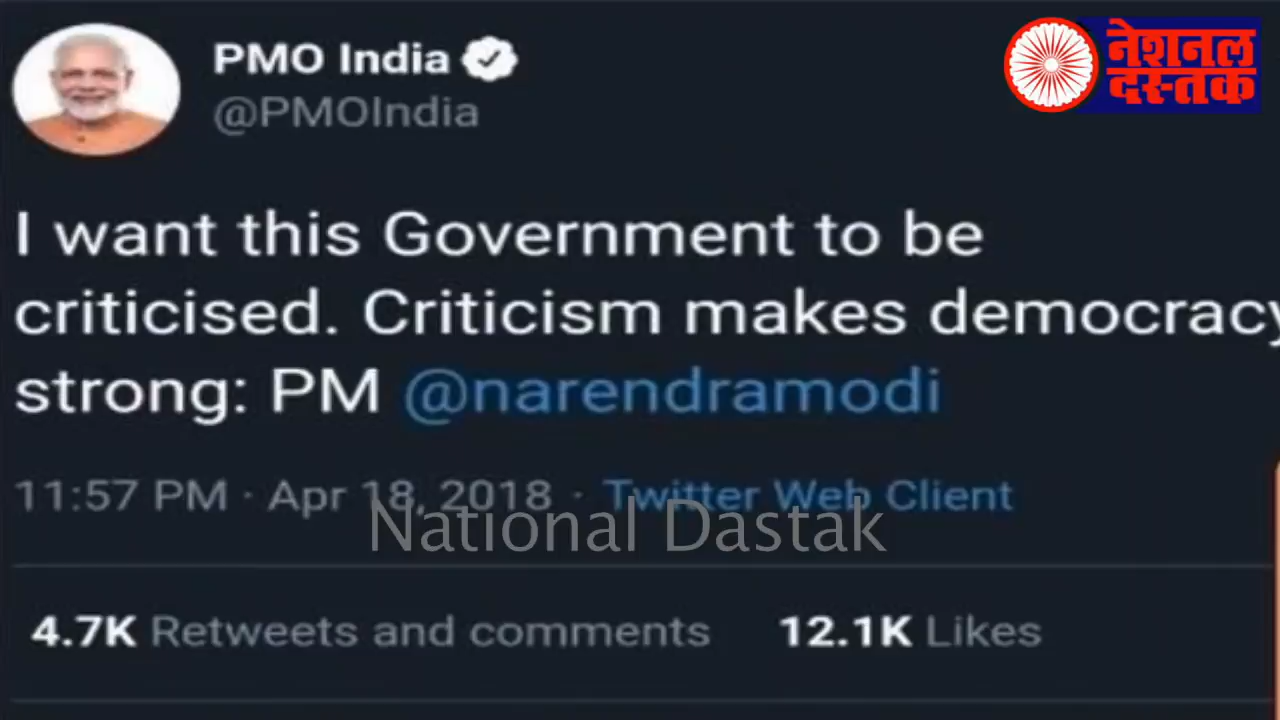 PMO India
@PMOIndia
नेशनल
दस्तक
I want this Government to be
criticised. Criticism makes democracy
strong: PM @narendramodi
11:57 PM · Apr 18, 2018 · Twitter Web Client
National Dastak
4.7K Retweets and comments 12.1K Likes